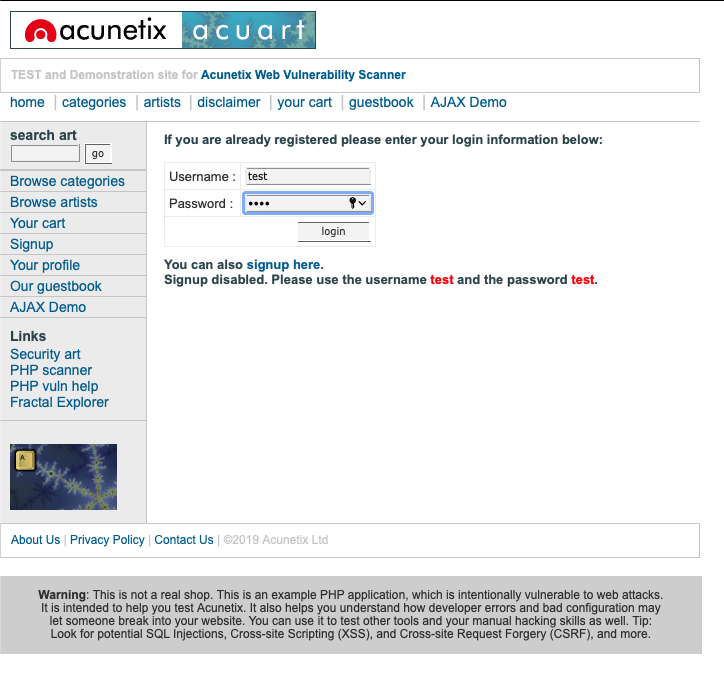 acunetix acuart
TEST and Demonstration site for Acunetix Web Vulnerability Scanner
home | categories | artists | disclaimer | your cart | guestbook | AJAX Demo
search art
go
Browse categories
Browse artists
Your cart
Signup
Your profile
Our guestbook
AJAX Demo
Links
Security art
PHP scanner
PHP vuln help
Fractal Explorer
A
If you are already registered please enter your login information below:
Username : test
Password : ••••
login
You can also signup here.
Signup disabled. Please use the username test and the password test.
About Us | Privacy Policy | Contact Us | ©2019 Acunetix Ltd
Warning: This is not a real shop. This is an example PHP application, which is intentionally vulnerable to web attacks.
It is intended to help you test Acunetix. It also helps you understand how developer errors and bad configuration may
let someone break into your website. You can use it to test other tools and your manual hacking skills as well. Tip:
Look for potential SQL Injections, Cross-site Scripting (XSS), and Cross-site Request Forgery (CSRF), and more.